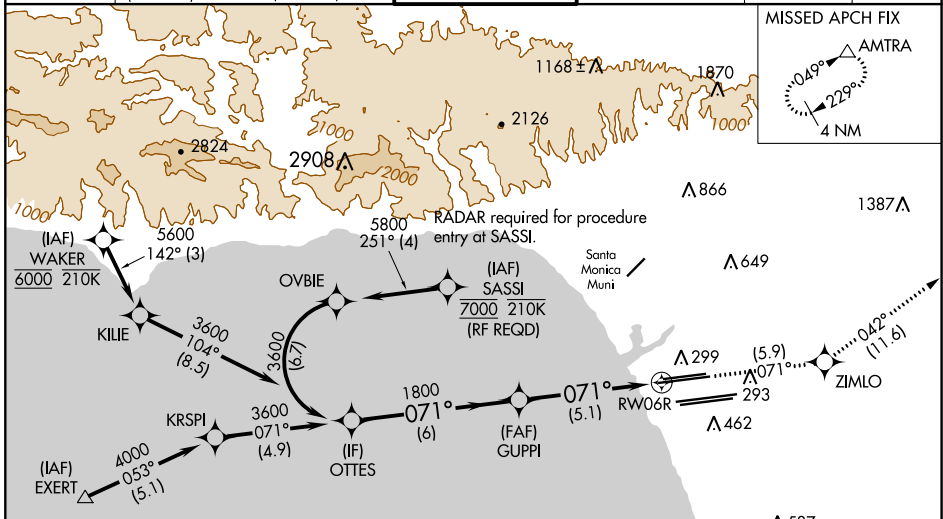 MISSED APCH FIX
AMTRA
049°
229°
4 NM
1168 ±
1870
1000
2126
1000
2824
2908
2000
1000
866
1387
649
RADAR required for procedure
entry at SASSI.
5800
251° (4)
5600
142° (3)
(IAF)
WAKER
6000 210K
Santa
Monica
Muni
OVBIE
(IAF)
SASSI
7000 210K
(RF REQD)
KILIE
3600
104°
(8.5)
3600
(6.7)
042°
(11.6)
299
(5.9)
071°
ZIMLO
RW06R
293
462
1800
071°
(6)
071°
(5.1)
KRSPI
3600
071°
(4.9)
(IF)
OTTES
(FAF)
GUPPI
(IAF)
EXERT
4000
053°
(5.1)